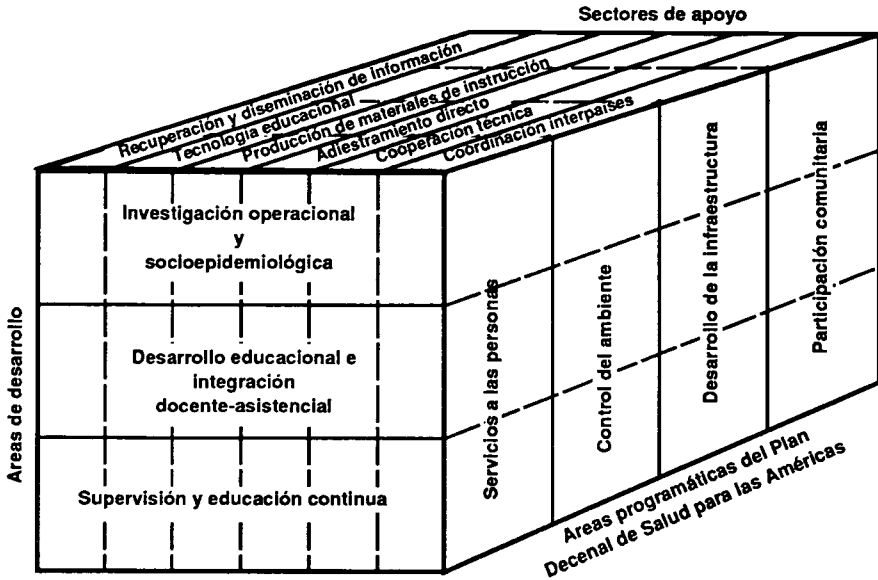 Sectores de apoyo
Recuperación y diseminación de información
Tecnología educacional
Producción de materiales de instrucción
Adiestramiento directo
Cooperación técnica
Coordinación interpaíses
Areas de desarrollo
Investigación operacional
y
socioepidemiológica
Desarrollo educacional e
integración
docente-asistencial
Supervisión y educación continua
Servicios a las personas
Control del ambiente
Desarrollo de la infraestructura
Participación comunitaria
Areas programáticas del Plan
Decenal de Salud para las Américas